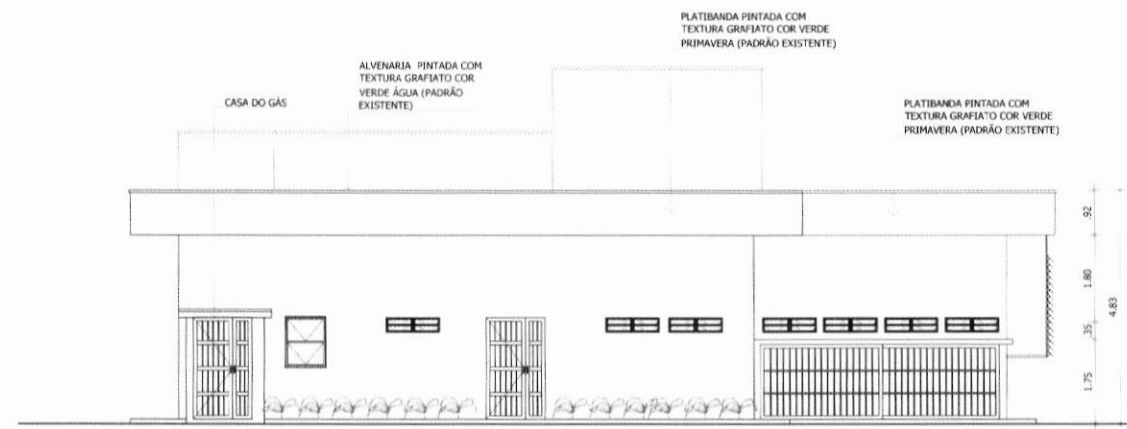 PLATIBANDA PINTADA COM
TEXTURA GRAFIATO COR VERDE
PRIMAVERA (PADRÃO EXISTENTE)
ALVENARIA PINTADA COM
TEXTURA GRAFIATO COR
VERDE ÁGUA (PADRÃO
EXISTENTE)
CASA DO GÁS
PLATIBANDA PINTADA COM
TEXTURA GRAFIATO COR VERDE
PRIMAVERA (PADRÃO EXISTENTE)
.92
1.80
4.83
.35
1.75